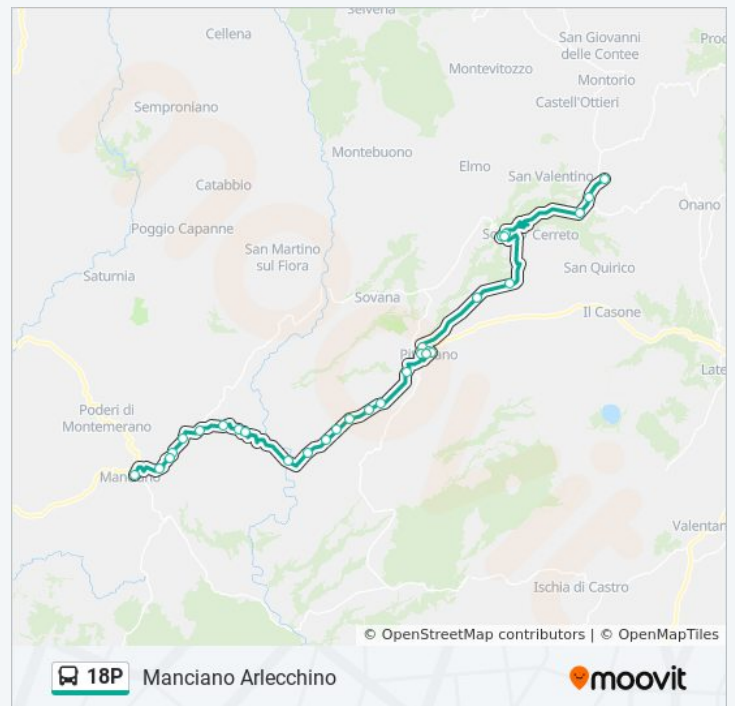 Selvena
Cellena
San Giovanni
delle Contee
Proc
Montevitozzo
Montorio
Semproniano
Castell'Ottieri
Montebuono
Elmo
San Valentino
Catabbio
Onano
Poggio Capanne
Cerreto
San Martino
sul Fiora
San Quirico
Saturnia
Sovana
Il Casone
Late
Poderi di
Montemerano
Manciano
Valentan
Ischia di Castro
moovit
© OpenStreetMap contributors | © OpenMapTiles
18P Manciano Arlecchino
moovit